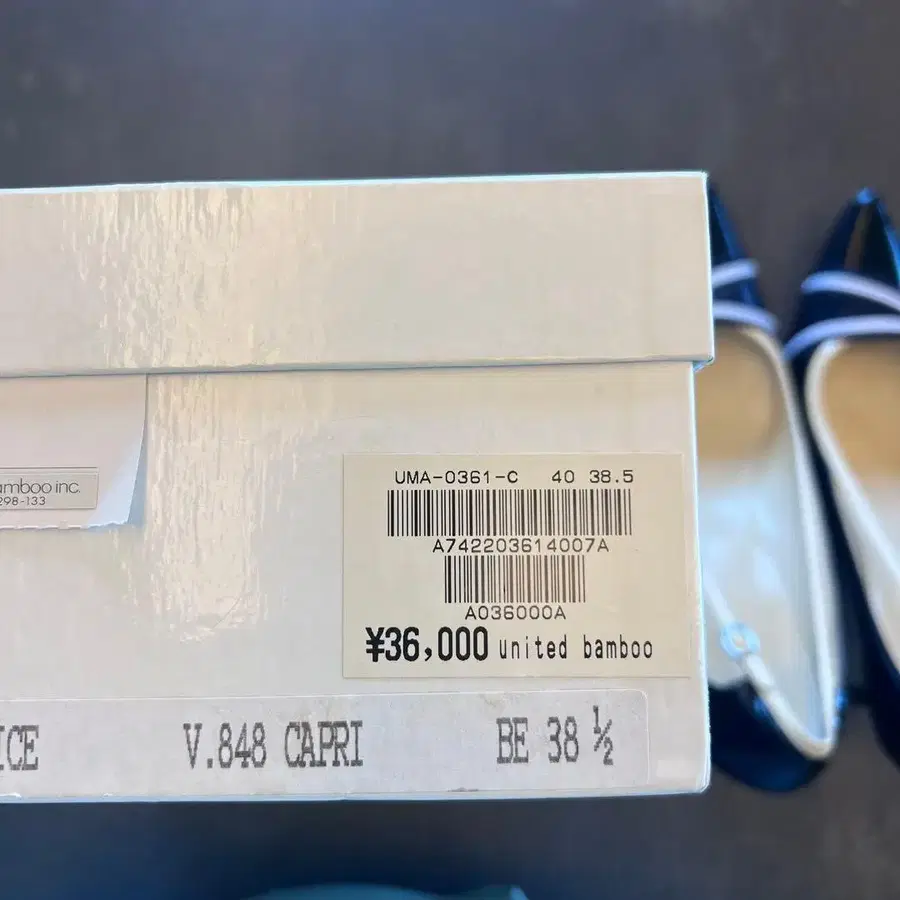 UMA-0361-C 40 38.5
A742203614007A
A036000A
¥36,000 united bamboo
amboo inc.
298-133
ICE V.848 CAPRI BE 38 ½